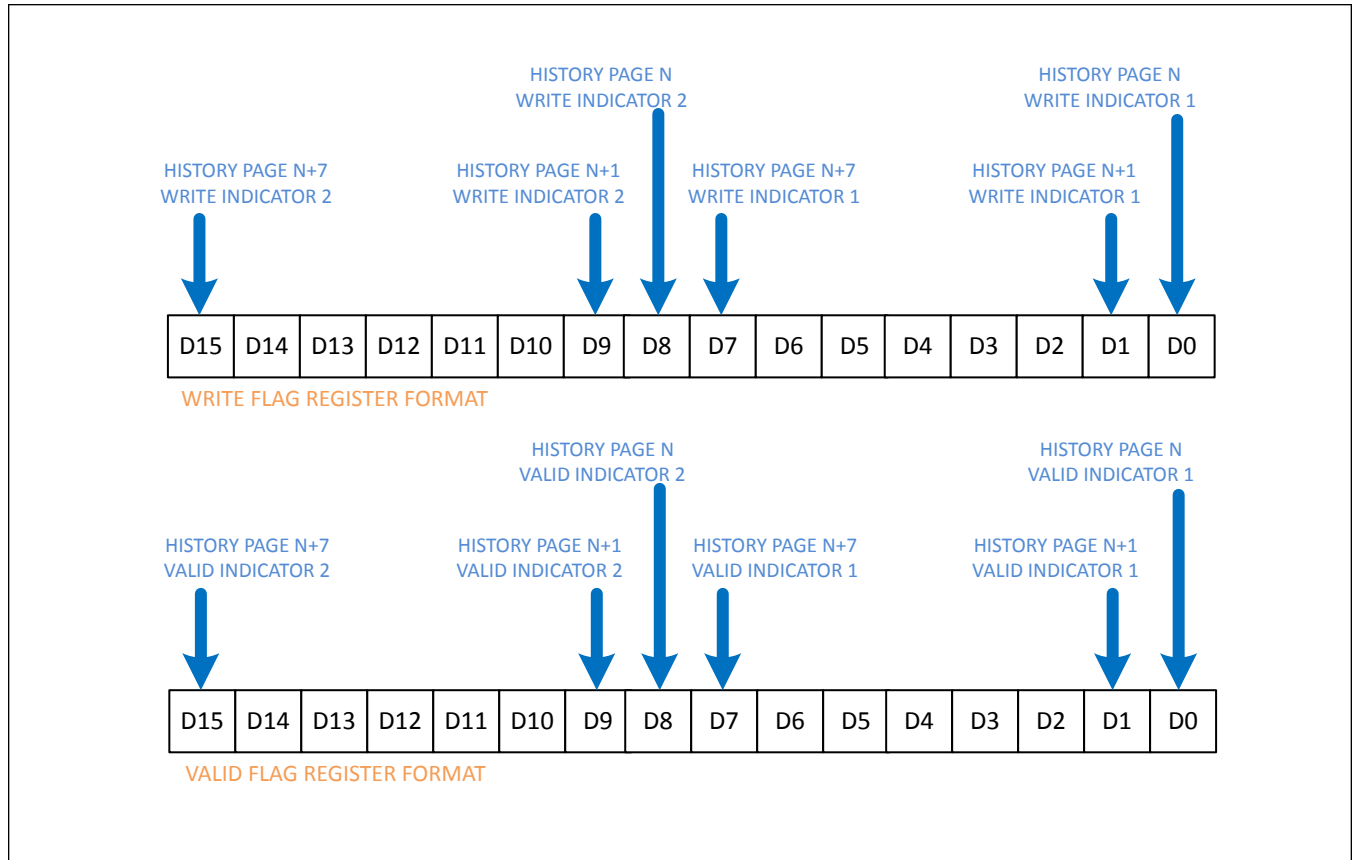 HISTORY PAGE N
WRITE INDICATOR 2
HISTORY PAGE N
WRITE INDICATOR 1
HISTORY PAGE N+7
WRITE INDICATOR 2
HISTORY PAGE N+1
WRITE INDICATOR 2
HISTORY PAGE N+7
WRITE INDICATOR 1
HISTORY PAGE N+1
WRITE INDICATOR 1
D15 D14 D13 D12 D11 D10 D9 D8 D7 D6 D5 D4 D3 D2 D1 D0
WRITE FLAG REGISTER FORMAT
HISTORY PAGE N
VALID INDICATOR 2
HISTORY PAGE N
VALID INDICATOR 1
HISTORY PAGE N+7
VALID INDICATOR 2
HISTORY PAGE N+1
VALID INDICATOR 2
HISTORY PAGE N+7
VALID INDICATOR 1
HISTORY PAGE N+1
VALID INDICATOR 1
D15 D14 D13 D12 D11 D10 D9 D8 D7 D6 D5 D4 D3 D2 D1 D0
VALID FLAG REGISTER FORMAT